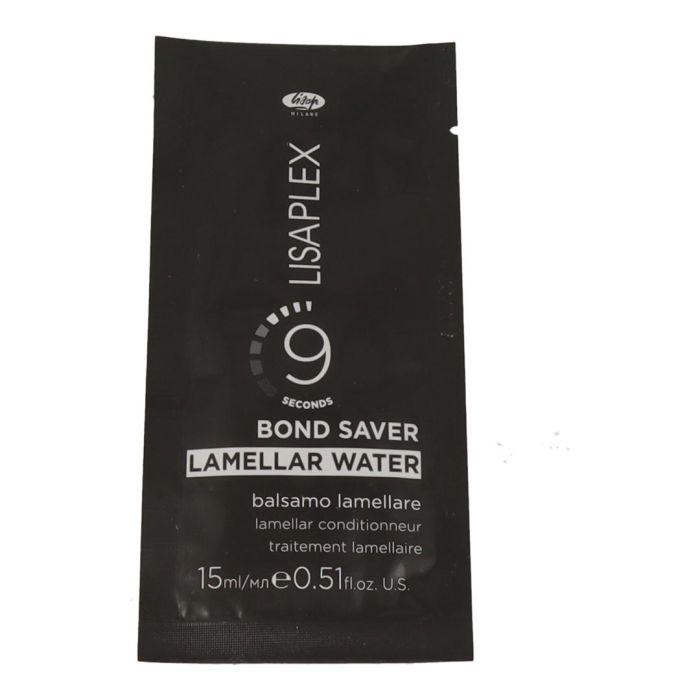 lisap
MILANO
LISAPLEX
9
SECONDS
BOND SAVER
LAMELLAR WATER
balsamo lamellare
lamellar conditionneur
traitement lamellaire
15ml/мл℮0.51fl.oz. U.S.